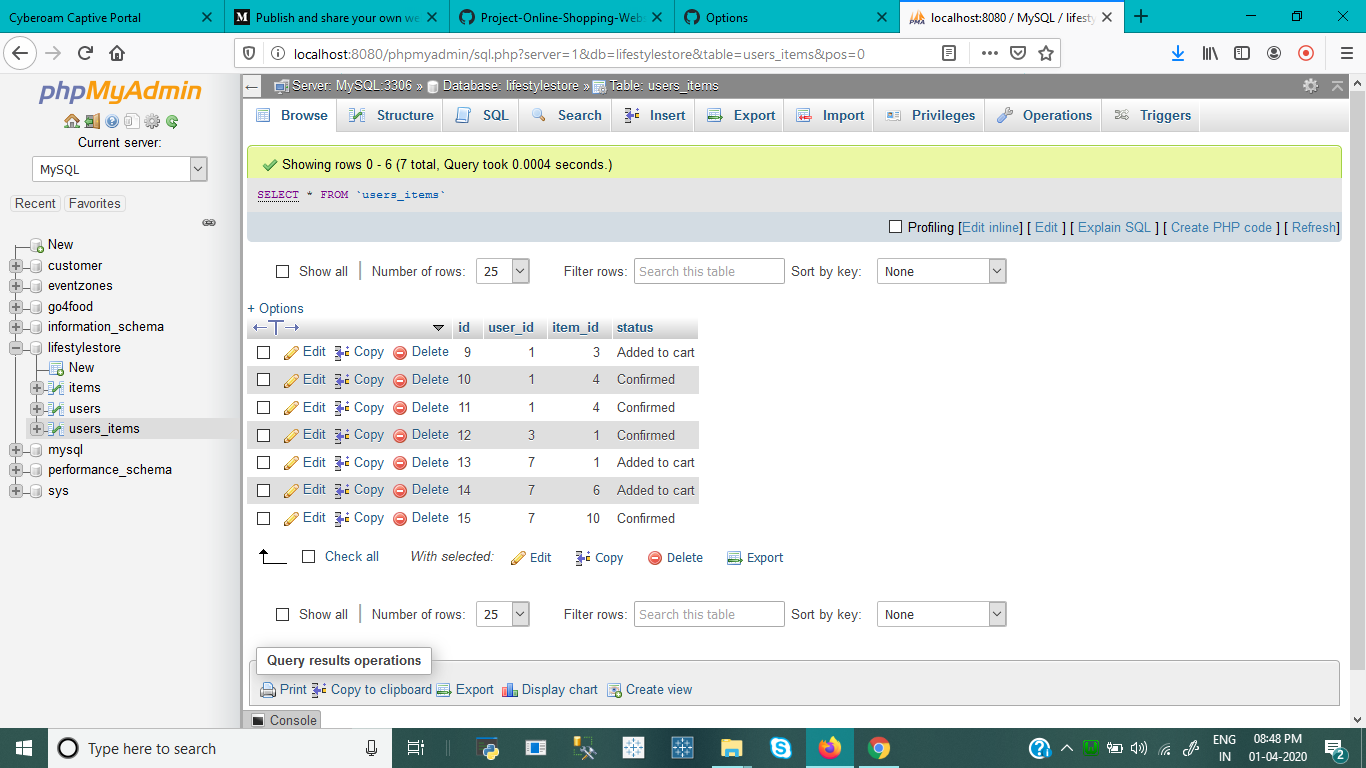 Cyberoam Captive Portal
Publish and share your own we
Project-Online-Shopping-Web
Options
localhost:8080 / MySQL / lifest
localhost:8080/phpmyadmin/sql.php?server=1&db=lifestylestore&table=users_items&pos=0
phpMyAdmin
Current server:
MySQL
Recent Favorites
New
customer
eventzones
go4food
information_schema
lifestylestore
New
items
users
users_items
mysql
performance_schema
sys
Server: MySQL:3306 » Database: lifestylestore » Table: users_items
Browse Structure SQL Search Insert Export Import Privileges Operations Triggers
Showing rows 0 - 6 (7 total, Query took 0.0004 seconds.)
SELECT * FROM `users_items`
Profiling [Edit inline] [ Edit ] [ Explain SQL ] [ Create PHP code ] [ Refresh]
Show all Number of rows: 25 Filter rows: Search this table Sort by key: None
+ Options
←T→ id user_id item_id status
Edit Copy Delete 9 1 3 Added to cart
Edit Copy Delete 10 1 4 Confirmed
Edit Copy Delete 11 1 4 Confirmed
Edit Copy Delete 12 3 1 Confirmed
Edit Copy Delete 13 7 1 Added to cart
Edit Copy Delete 14 7 6 Added to cart
Edit Copy Delete 15 7 10 Confirmed
Check all With selected: Edit Copy Delete Export
Show all Number of rows: 25 Filter rows: Search this table Sort by key: None
Query results operations
Print Copy to clipboard Export Display chart Create view
Console
Type here to search
ENG
IN
08:48 PM
01-04-2020
2